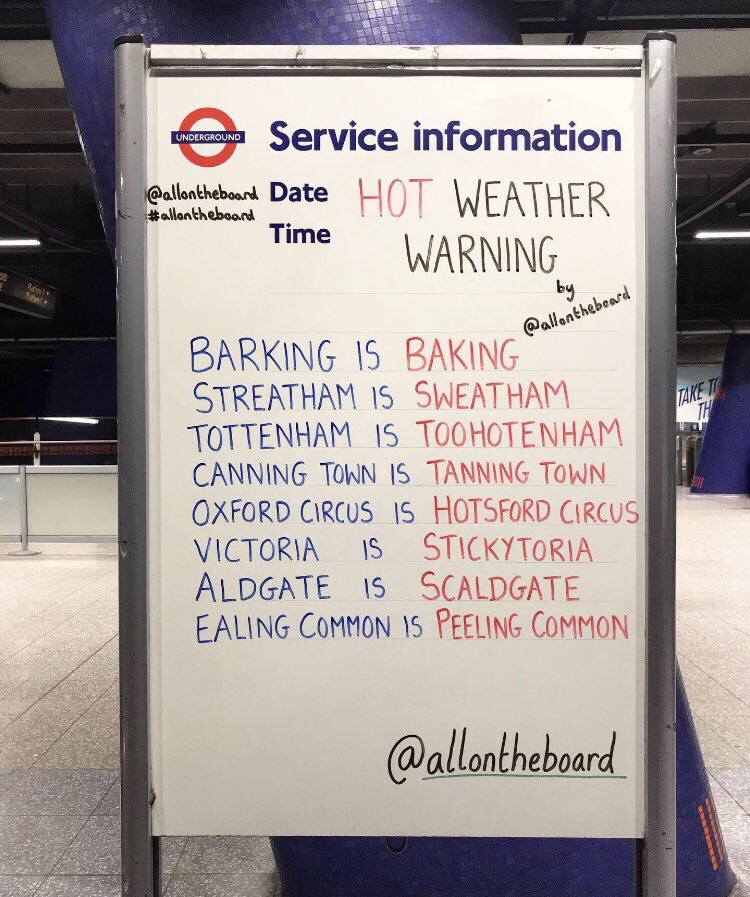 UNDERGROUND
Service information
@allontheboard
#allontheboard
Date
Time
HOT WEATHER
WARNING
by
@allontheboard
BARKING IS BAKING
STREATHAM IS SWEATHAM
TOTTENHAM IS TOOHOTENHAM
CANNING TOWN IS TANNING TOWN
OXFORD CIRCUS IS HOTSFORD CIRCUS
VICTORIA IS STICKYTORIA
ALDGATE IS SCALDGATE
EALING COMMON IS PEELING COMMON
@allontheboard
TAKE